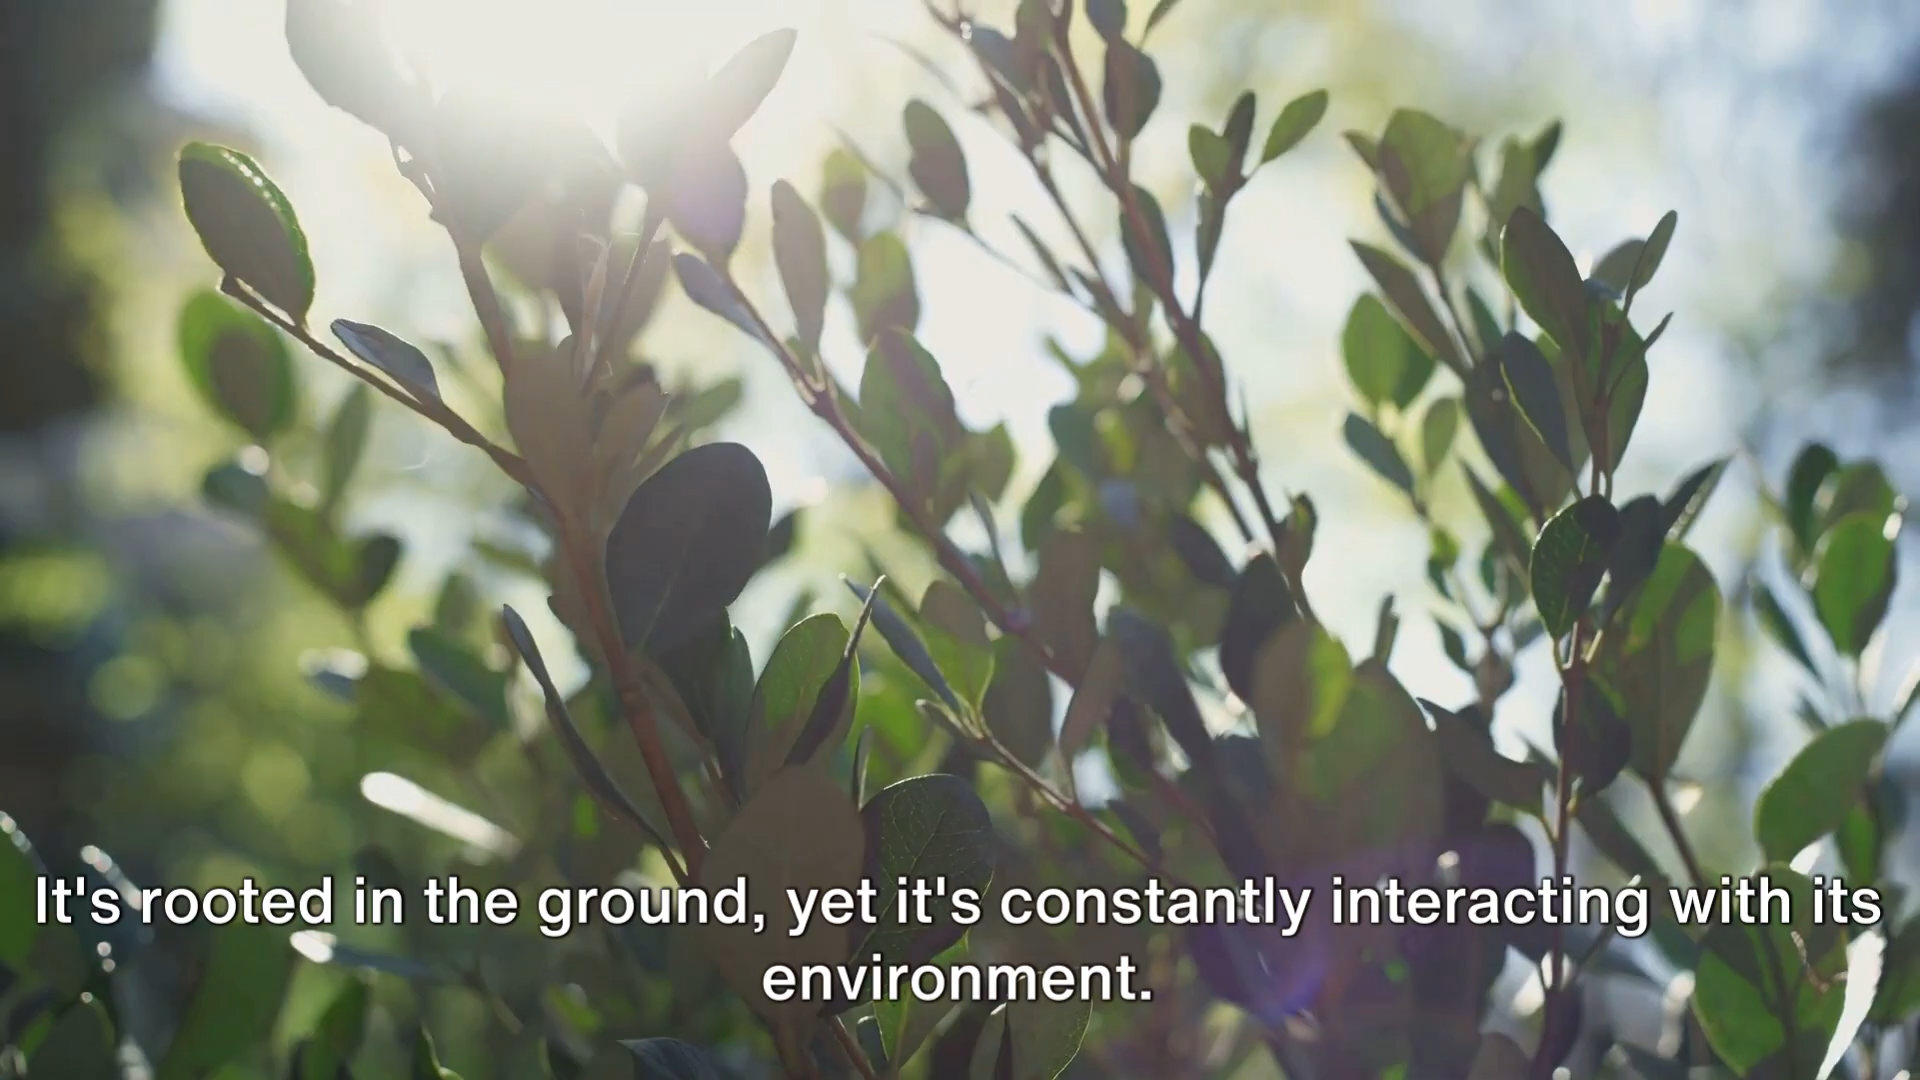 It's rooted in the ground, yet it's constantly interacting with its
environment.